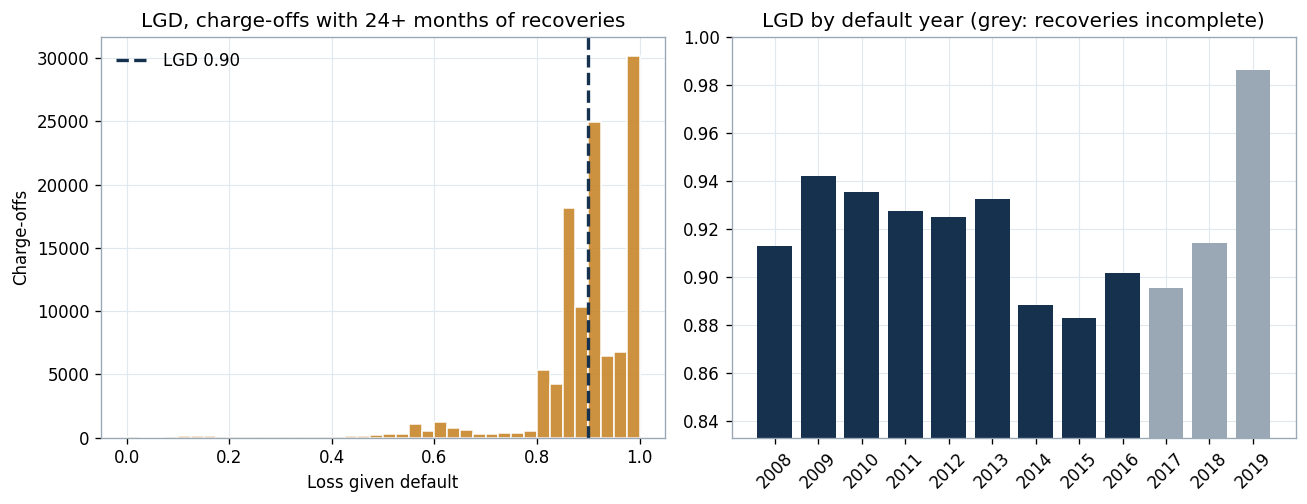 LGD, charge-offs with 24+ months of recoveries
LGD 0.90
Charge-offs
30000
25000
20000
15000
10000
5000
0
0.0 0.2 0.4 0.6 0.8 1.0
Loss given default
LGD by default year (grey: recoveries incomplete)
1.00
0.98
0.96
0.94
0.92
0.90
0.88
0.86
0.84
2008 2009 2010 2011 2012 2013 2014 2015 2016 2017 2018 2019